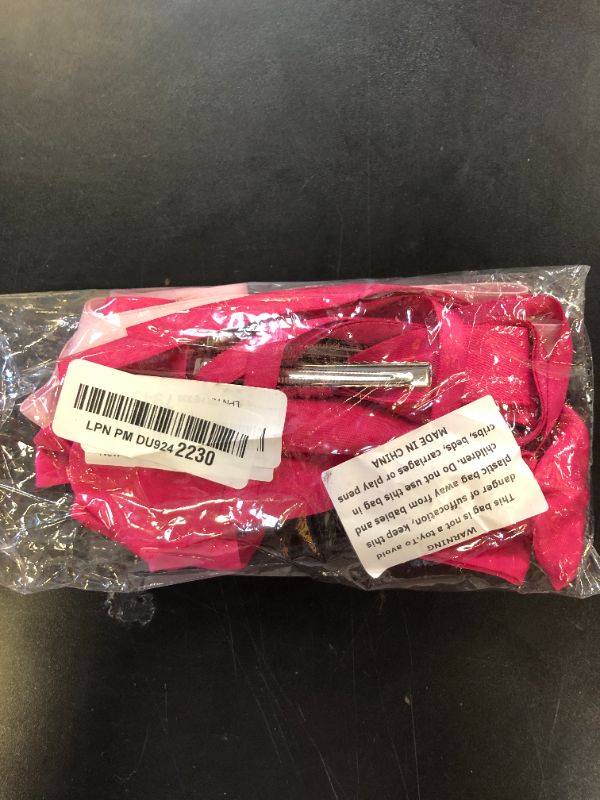 LPN PM DU9242230
WARNING
This bag is not a toy.To avoid
danger of suffocation, keep this
plastic bag away from babies and
children. Do not use this bag in
cribs, beds, carriages or play pens
MADE IN CHINA